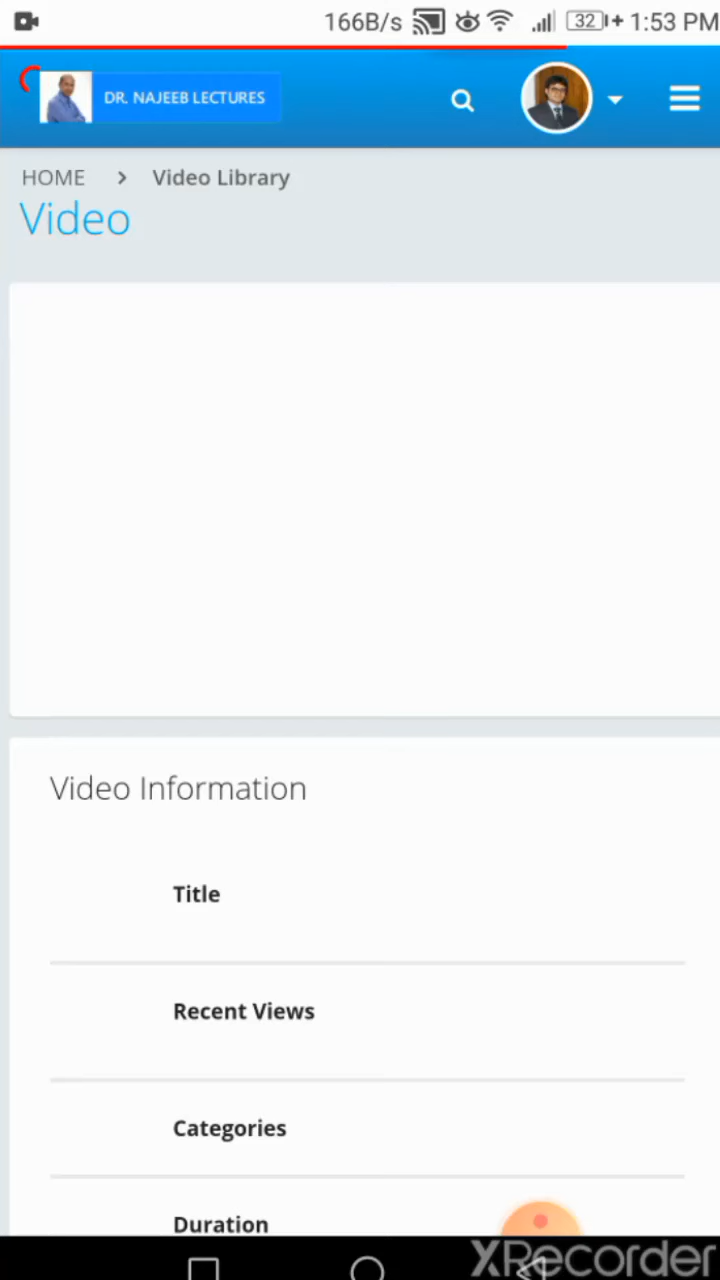 166B/s 32 1:53 PM
DR. NAJEEB LECTURES
HOME > Video Library
Video
Video Information
Title
Recent Views
Categories
Duration
XRecorder